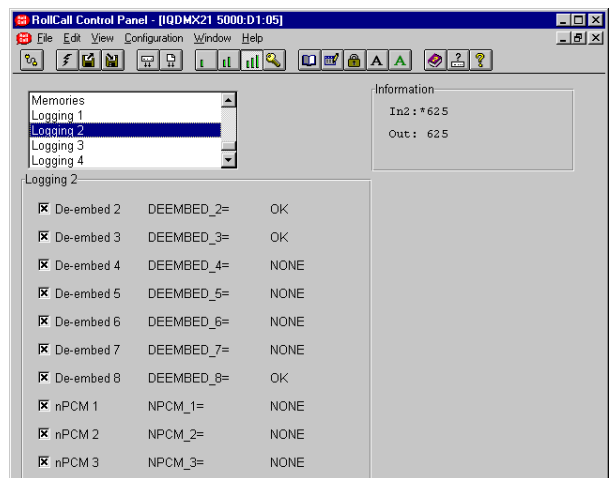 RollCall Control Panel - [IQDMX21 5000:D1:05]
File Edit View Configuration Window Help
A A ? ?
Memories
Logging 1
Logging 2
Logging 3
Logging 4
Information
In2:*625
Out: 625
Logging 2
De-embed 2 DEEMBED_2= OK
De-embed 3 DEEMBED_3= OK
De-embed 4 DEEMBED_4= NONE
De-embed 5 DEEMBED_5= NONE
De-embed 6 DEEMBED_6= NONE
De-embed 7 DEEMBED_7= NONE
De-embed 8 DEEMBED_8= OK
nPCM 1 NPCM_1= NONE
nPCM 2 NPCM_2= NONE
nPCM 3 NPCM_3= NONE